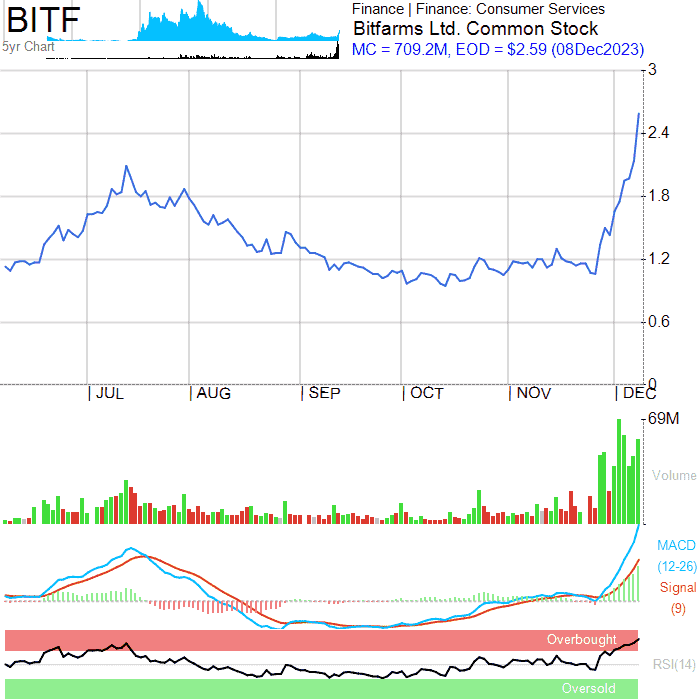 BITF
5yr Chart
Finance | Finance: Consumer Services
Bitfarms Ltd. Common Stock
MC = 709.2M, EOD = $2.59 (08Dec2023)
3
2.4
1.8
1.2
0.6
0
JUL AUG SEP OCT NOV DEC
69M
Volume
MACD
(12-26)
Signal
(9)
Overbought
RSI(14)
Oversold